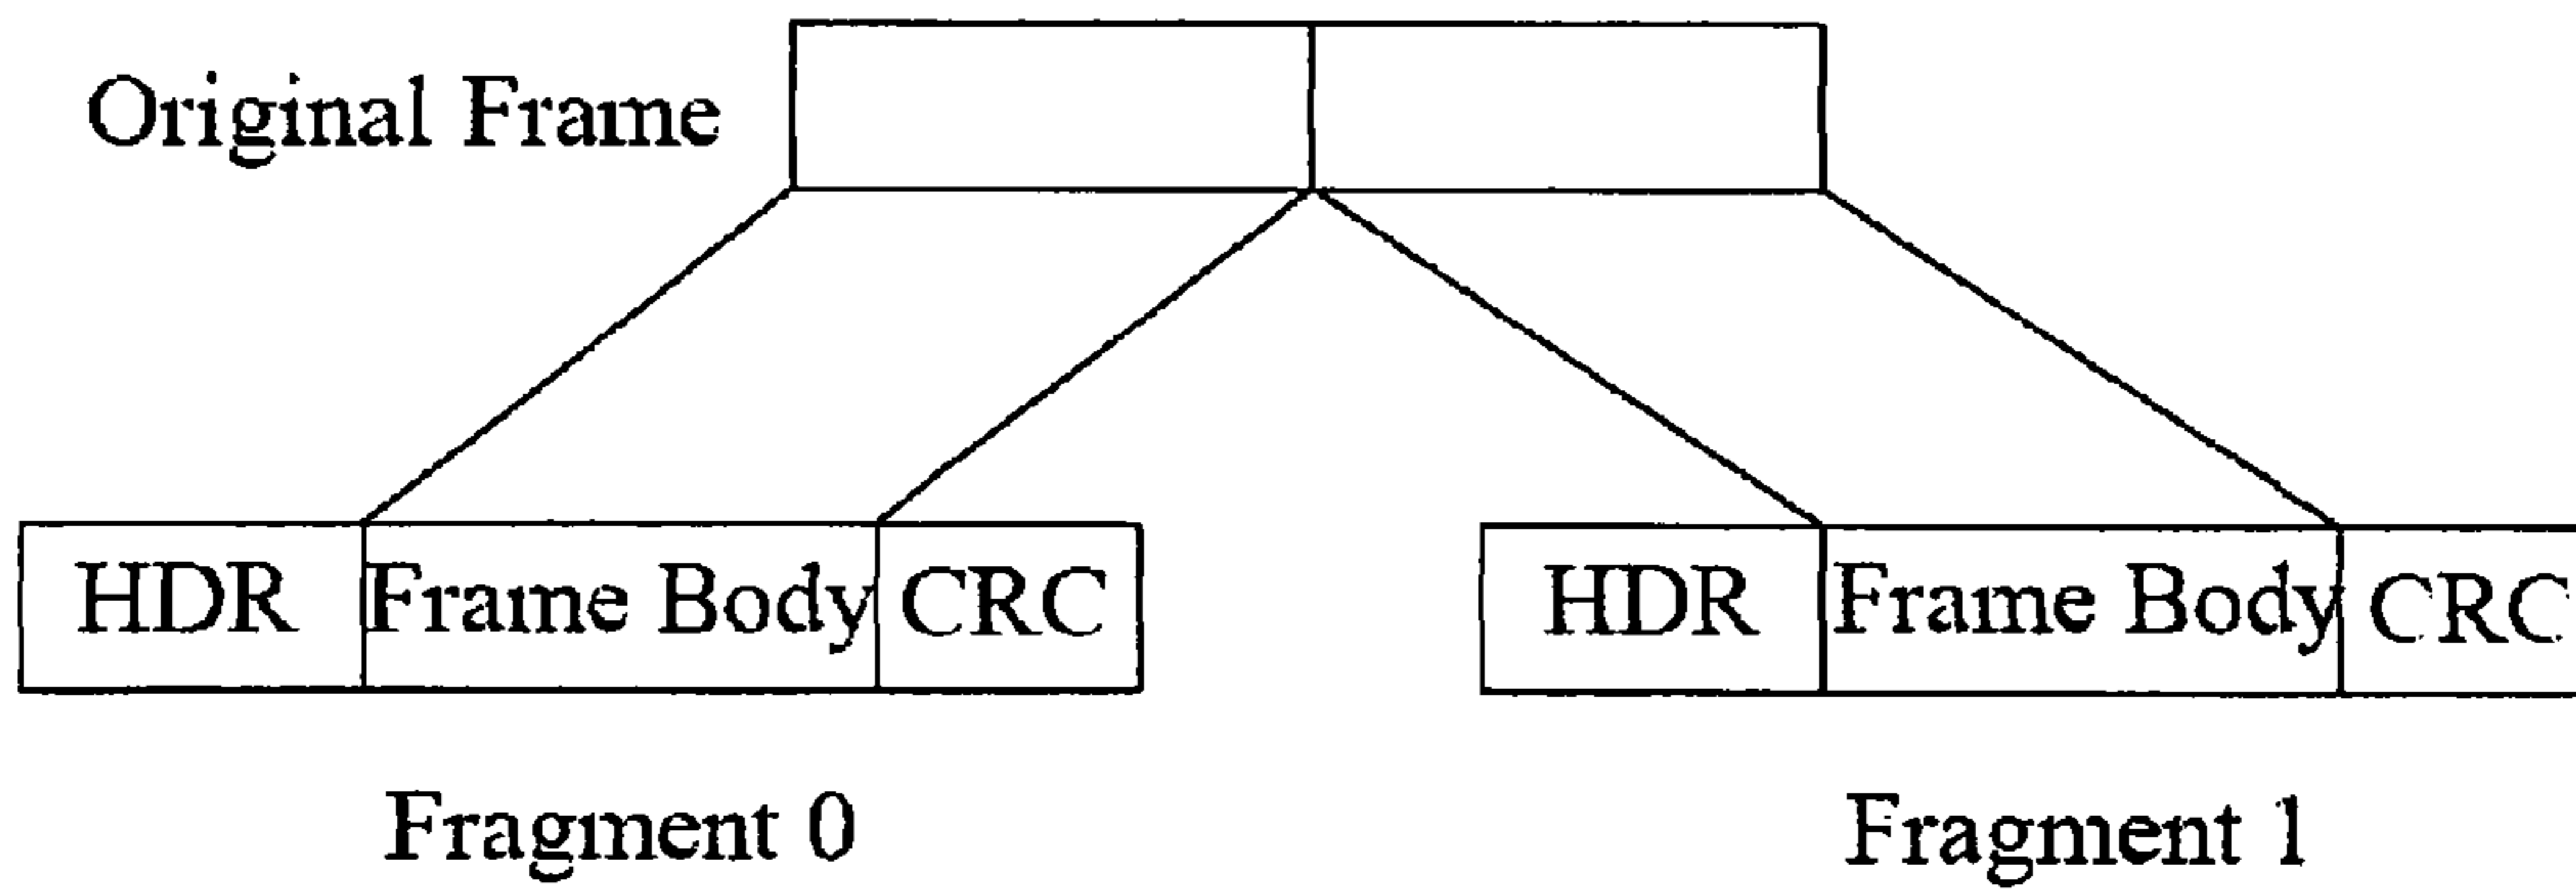 Original Frame
HDR Frame Body CRC HDR Frame Body CRC
Fragment 0 Fragment 1